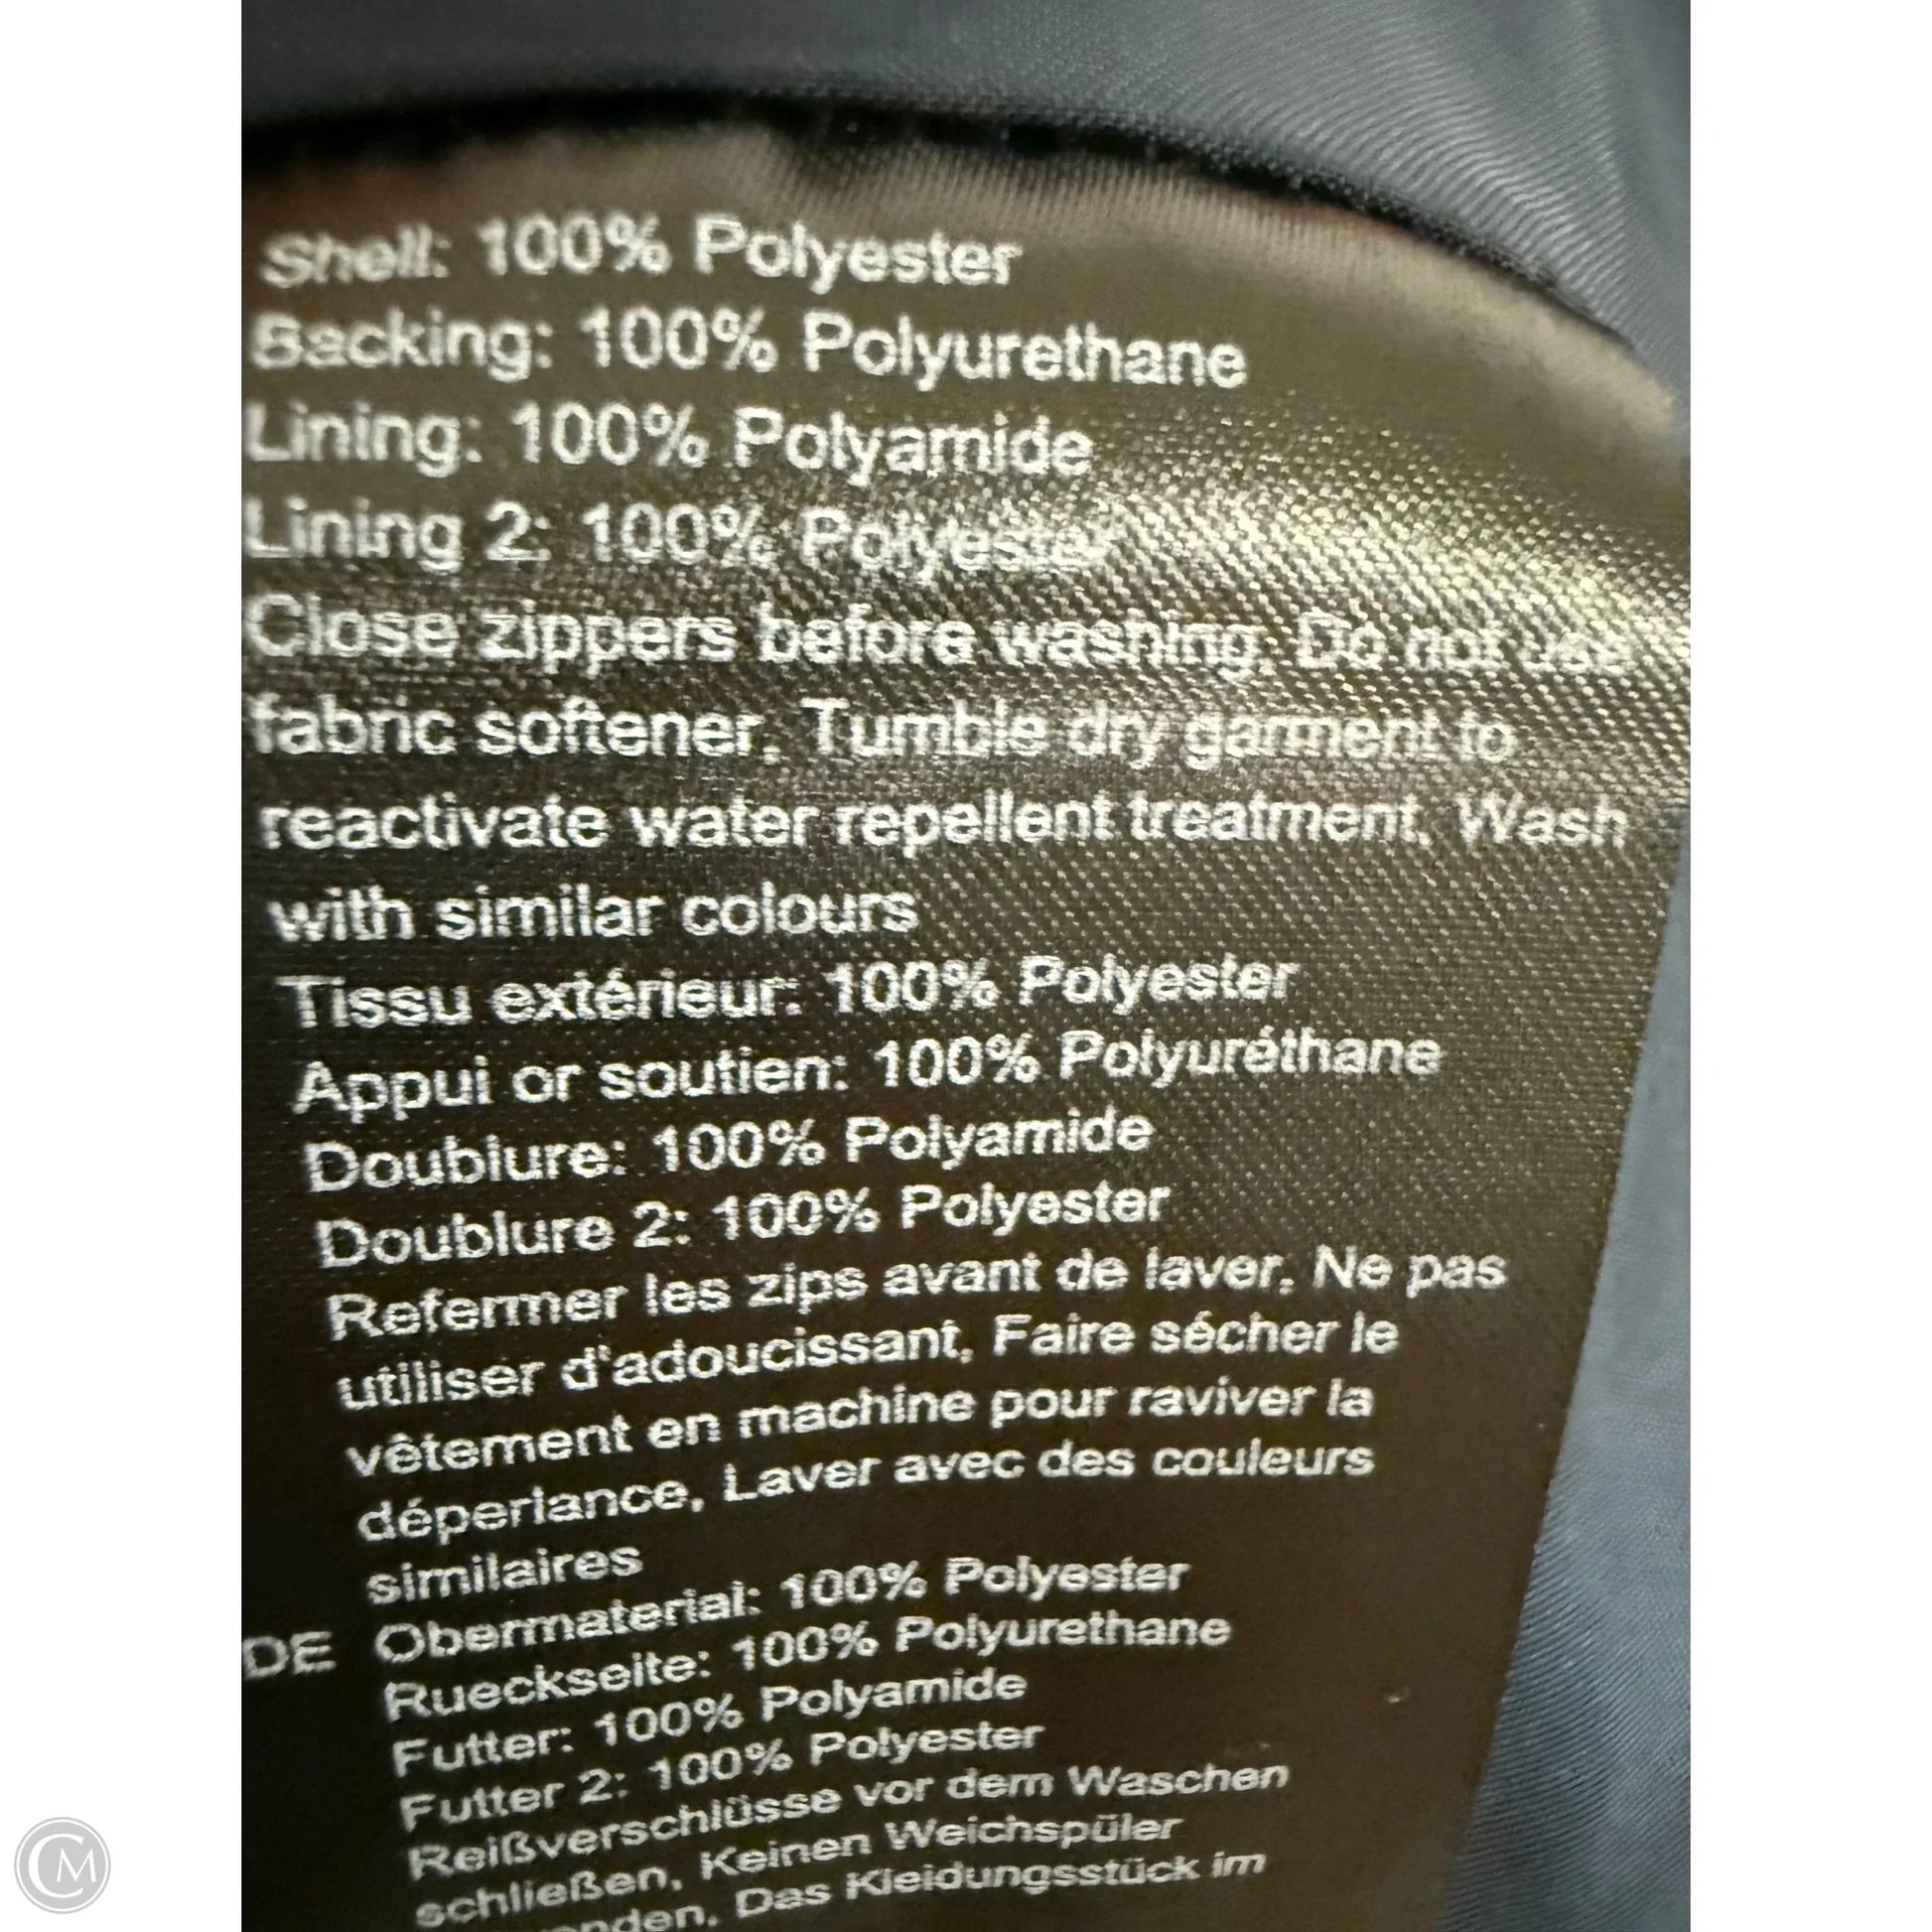 Shell: 100% Polyester
Backing: 100% Polyurethane
Lining: 100% Polyamide
Lining 2: 100% Polyester
Close zippers before washing, Do not use
fabric softener, Tumble dry garment to
reactivate water repellent treatment, Wash
with similar colours
Tissu extérieur: 100% Polyester
Appui or soutien: 100% Polyuréthane
Doublure: 100% Polyamide
Doublure 2: 100% Polyester
Refermer les zips avant de laver, Ne pas
utiliser d'adoucissant, Faire sécher le
vêtement en machine pour raviver la
déperlance, Laver avec des couleurs
similaires
DE Obermaterial: 100% Polyester
Rueckseite: 100% Polyurethane
Futter: 100% Polyamide
Futter 2: 100% Polyester
Reißverschlüsse vor dem Waschen
schließen, Keinen Weichspüler
Das Kleidungsstück im
CM